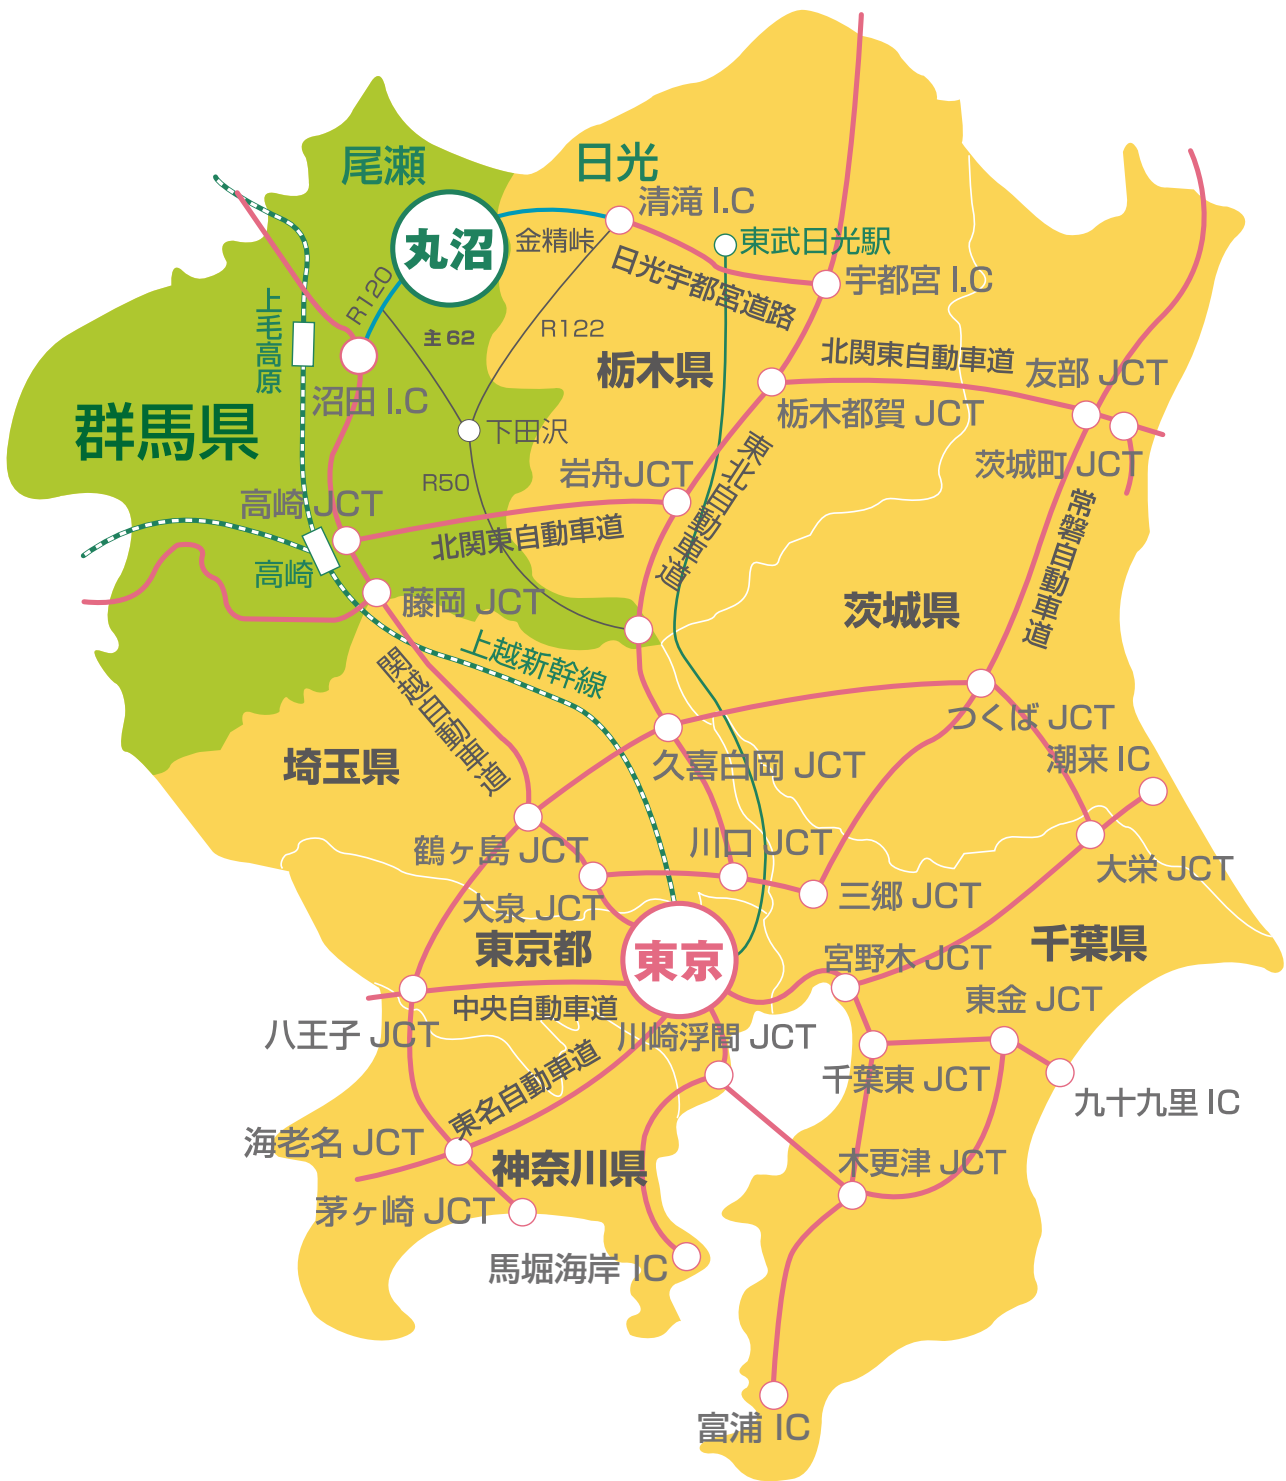 尾瀬
日光
清滝 I.C
丸沼
金精峠
東武日光駅
日光宇都宮道路
宇都宮 I.C
R120
上毛高原
主62
R122
栃木県
北関東自動車道
友部 JCT
沼田 I.C
群馬県
下田沢
栃木都賀 JCT
岩舟JCT
東北自動車道
茨城町 JCT
R50
高崎 JCT
北関東自動車道
常磐自動車道
高崎
藤岡 JCT
茨城県
上越新幹線
関越自動車道
つくば JCT
埼玉県
久喜白岡 JCT
潮来 IC
鶴ヶ島 JCT
川口 JCT
大栄 JCT
大泉 JCT
三郷 JCT
東京都
東京
千葉県
宮野木 JCT
中央自動車道
東金 JCT
八王子 JCT
川崎浮間 JCT
千葉東 JCT
九十九里 IC
東名自動車道
海老名 JCT
神奈川県
木更津 JCT
茅ヶ崎 JCT
馬堀海岸 IC
富浦 IC